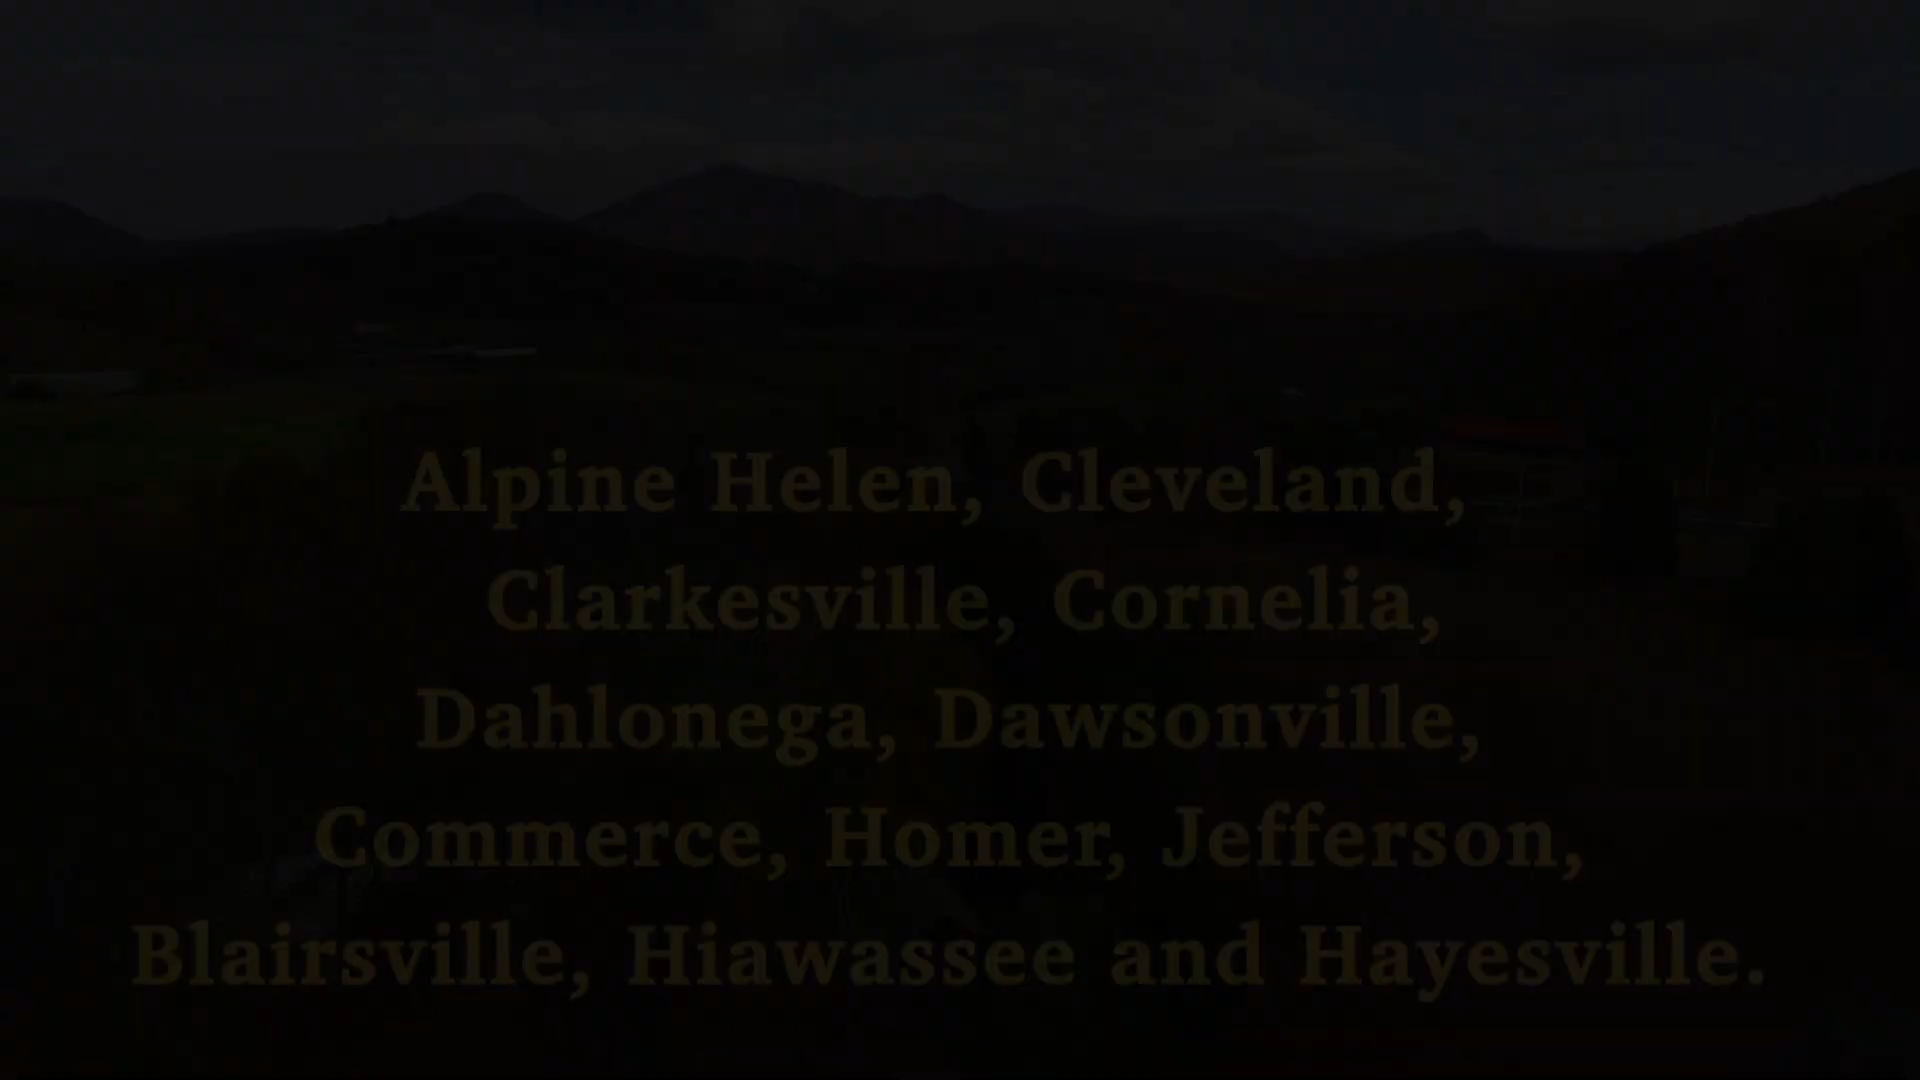 Alpine Helen, Cleveland,
Clarkesville, Cornelia,
Dahlonega, Dawsonville,
Commerce, Homer, Jefferson,
Blairsville, Hiawassee and Hayesville.